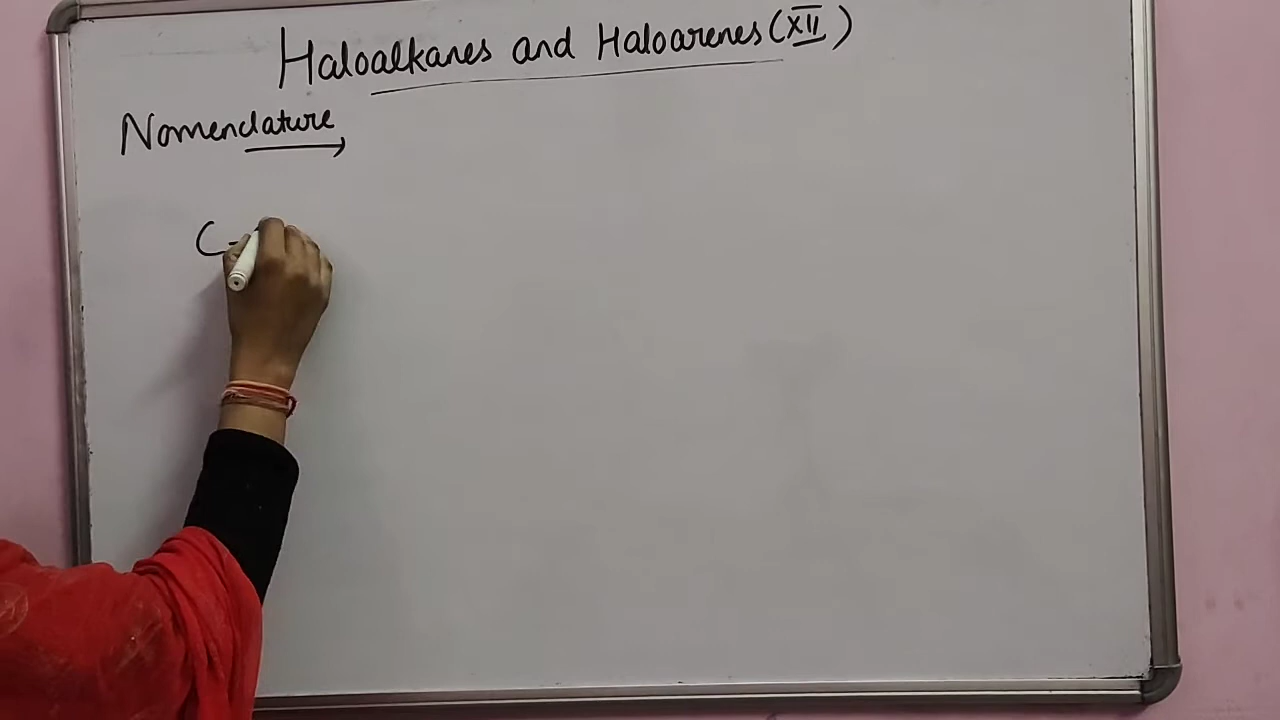 Haloalkanes and Haloarenes (XII)
Nomenclature →
C-